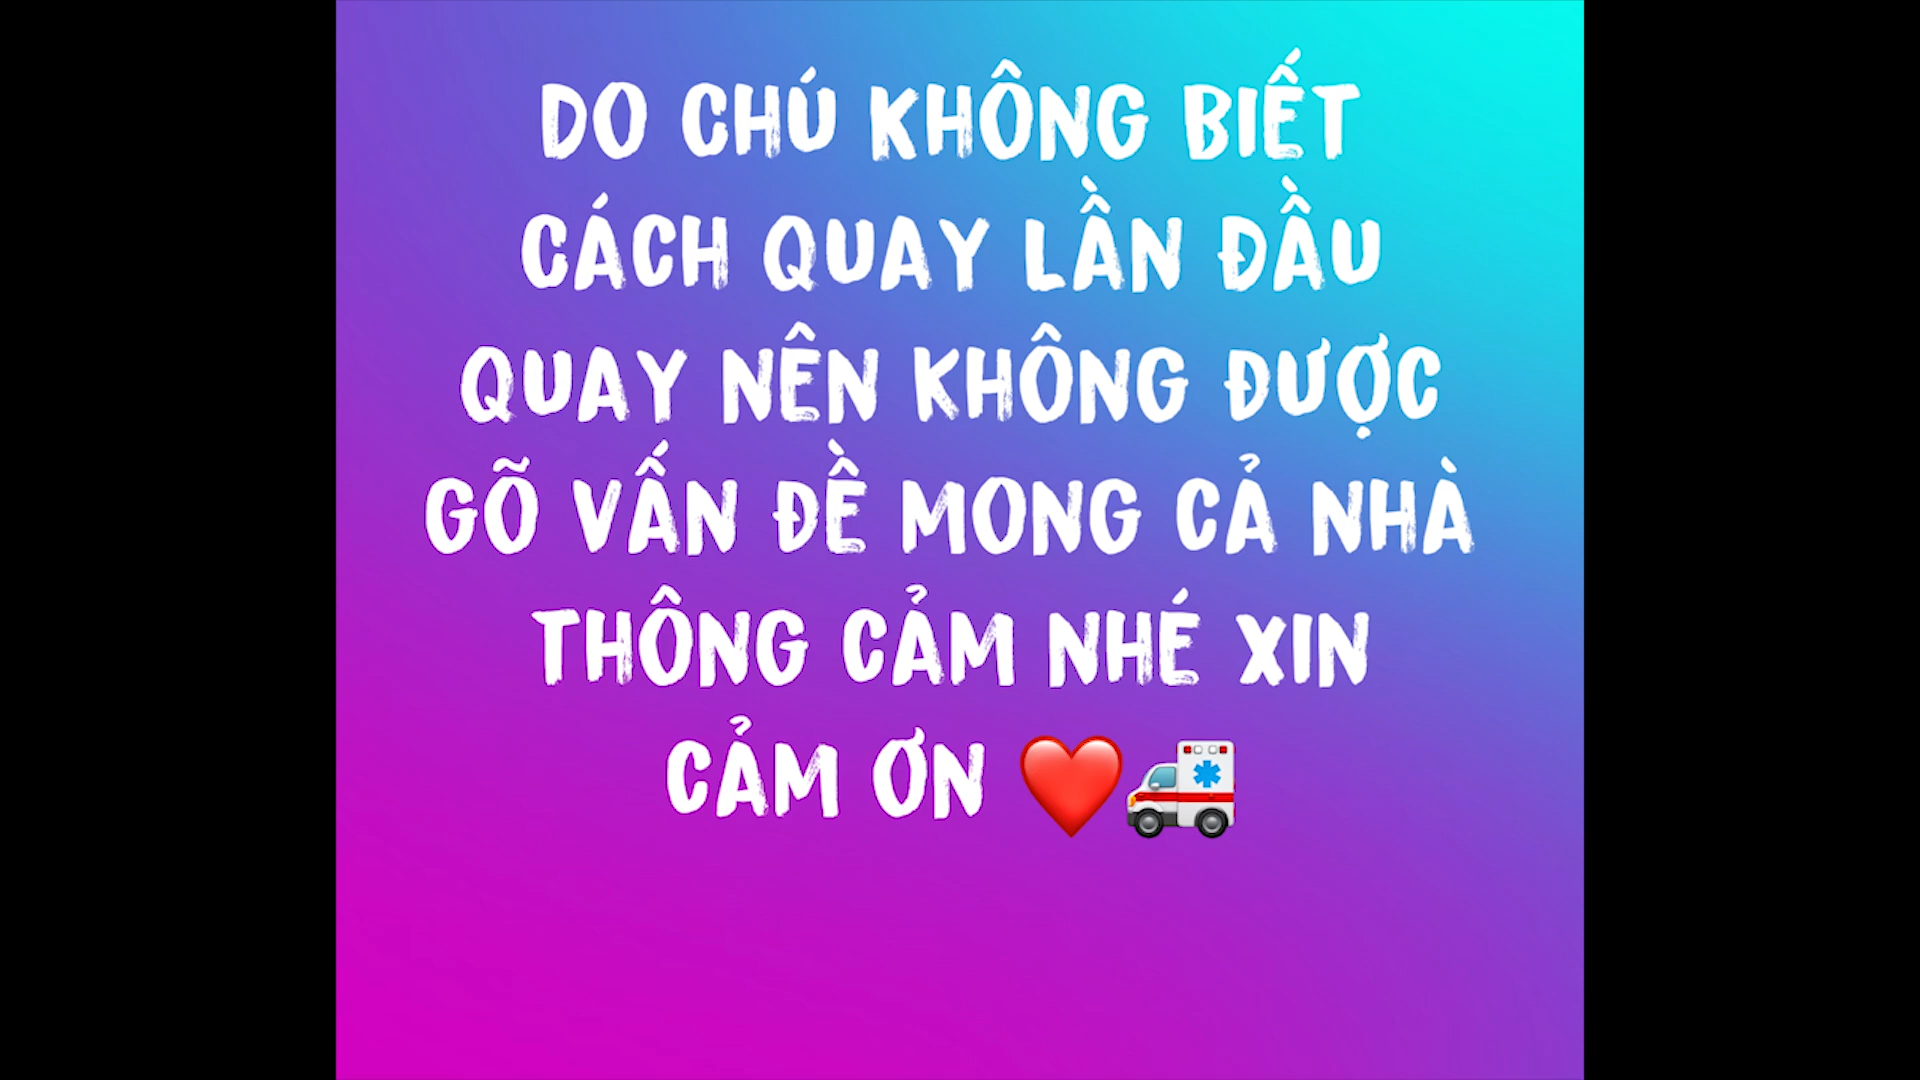 DO CHÚ KHÔNG BIẾT
CÁCH QUAY LẦN ĐẦU
QUAY NÊN KHÔNG ĐƯỢC
GÕ VẤN ĐỀ MONG CẢ NHÀ
THÔNG CẢM NHÉ XIN
CẢM ƠN ❤️🚑